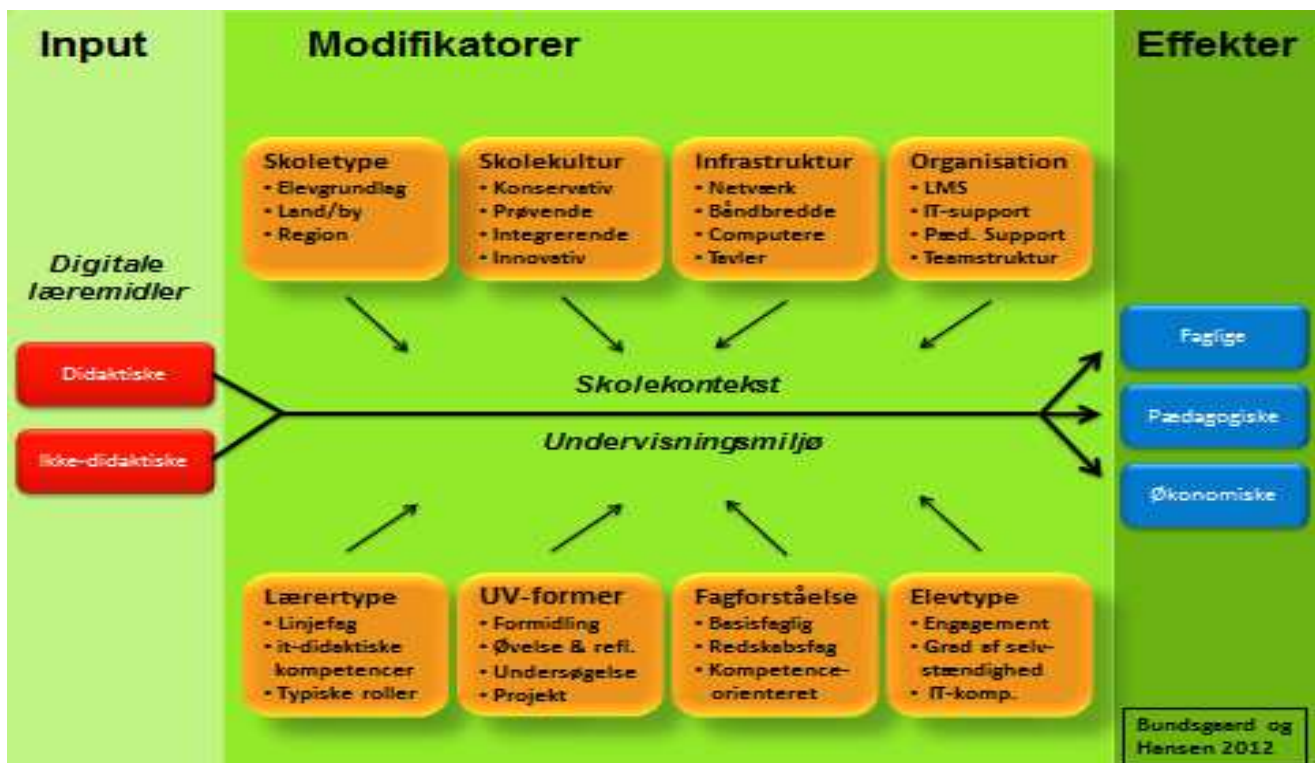 Input
Modifikatorer
Effekter
Digitale
læremidler
Didaktiske
Ikke-didaktiske
Skoletype
• Elevgrundlag
• Land/by
• Region
Skolekultur
• Konservativ
• Prøvende
• Integrerende
• Innovativ
Infrastruktur
• Netværk
• Båndbredde
• Computere
• Tavler
Organisation
• LMS
• IT-support
• Pæd. Support
• Teamstruktur
Skolekontekst
Undervisningsmiljø
Lærertype
• Linjefag
• it-didaktiske
kompetencer
• Typiske roller
UV-former
• Formidling
• Øvelse & refl.
• Undersøgelse
• Projekt
Fagforståelse
• Basisfaglig
• Redskabsfag
• Kompetence-
orienteret
Elevtype
• Engagement
• Grad af selv-
stændighed
• IT-komp.
Faglige
Pædagogiske
Økonomiske
Bundsgaard og
Hansen 2012